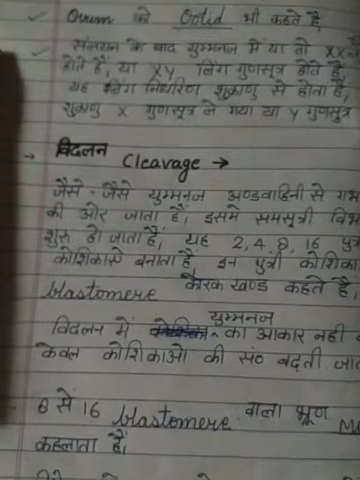 Ovum को Ootid भी कहते हैं
संलयन के बाद युग्मनज में या तो XX
होते हैं, या XY लिंग गुणसूत्र होते हैं
यह लिंग निर्धारण शुक्राणु से होता है,
शुक्राणु X गुणसूत्र ले गया या Y गुणसूत्र
→ विदलन Cleavage →
जैसे - जैसे युग्मनज अण्डवाहिनी से गर्भ
की ओर जाता है, इसमें समसूत्री विभ
शुरू हो जाता है, यह 2, 4, 8, 16 पुत्र
कोशिकाएं बनाता है, इन पुत्री कोशिका
blastomere कोरक खण्ड कहते है,
विदलन में युग्मनज का आकार नही
केवल कोशिकाओ की सं० बढती जा
8 से 16 blastomere वाला भ्रूण
कहलाता है,